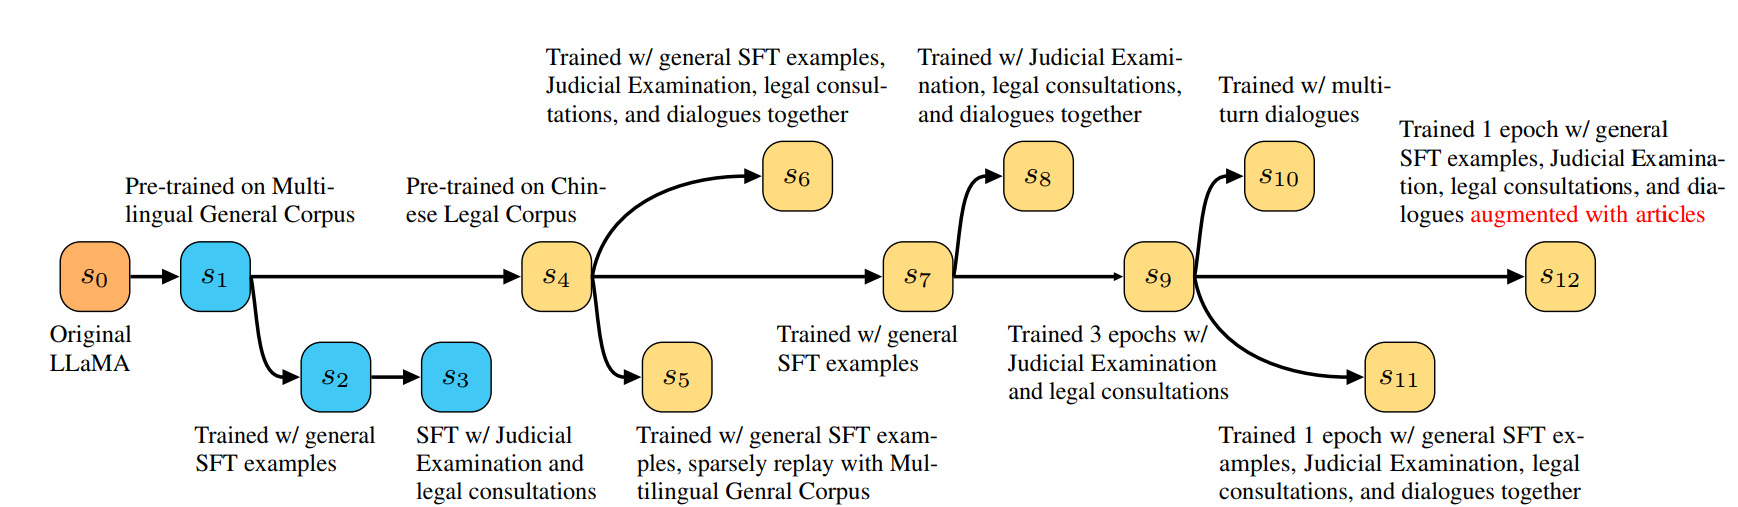 Trained w/ general SFT examples,
Judicial Examination, legal consul-
tations, and dialogues together
Trained w/ Judicial Exami-
nation, legal consultations,
and dialogues together
Trained w/ multi-
turn dialogues
Trained 1 epoch w/ general
SFT examples, Judicial Examina-
tion, legal consultations, and dia-
logues augmented with articles
Pre-trained on Multi-
lingual General Corpus
Pre-trained on Chin-
ese Legal Corpus
s6
s8
s10
s0
s1
s4
s7
s9
s12
Original
LLaMA
Trained w/ general
SFT examples
Trained 3 epochs w/
Judicial Examination
and legal consultations
s2
s3
s5
s11
Trained w/ general
SFT examples
SFT w/ Judicial
Examination and
legal consultations
Trained w/ general SFT exam-
ples, sparsely replay with Mul-
tilingual Genral Corpus
Trained 1 epoch w/ general SFT ex-
amples, Judicial Examination, legal
consultations, and dialogues together